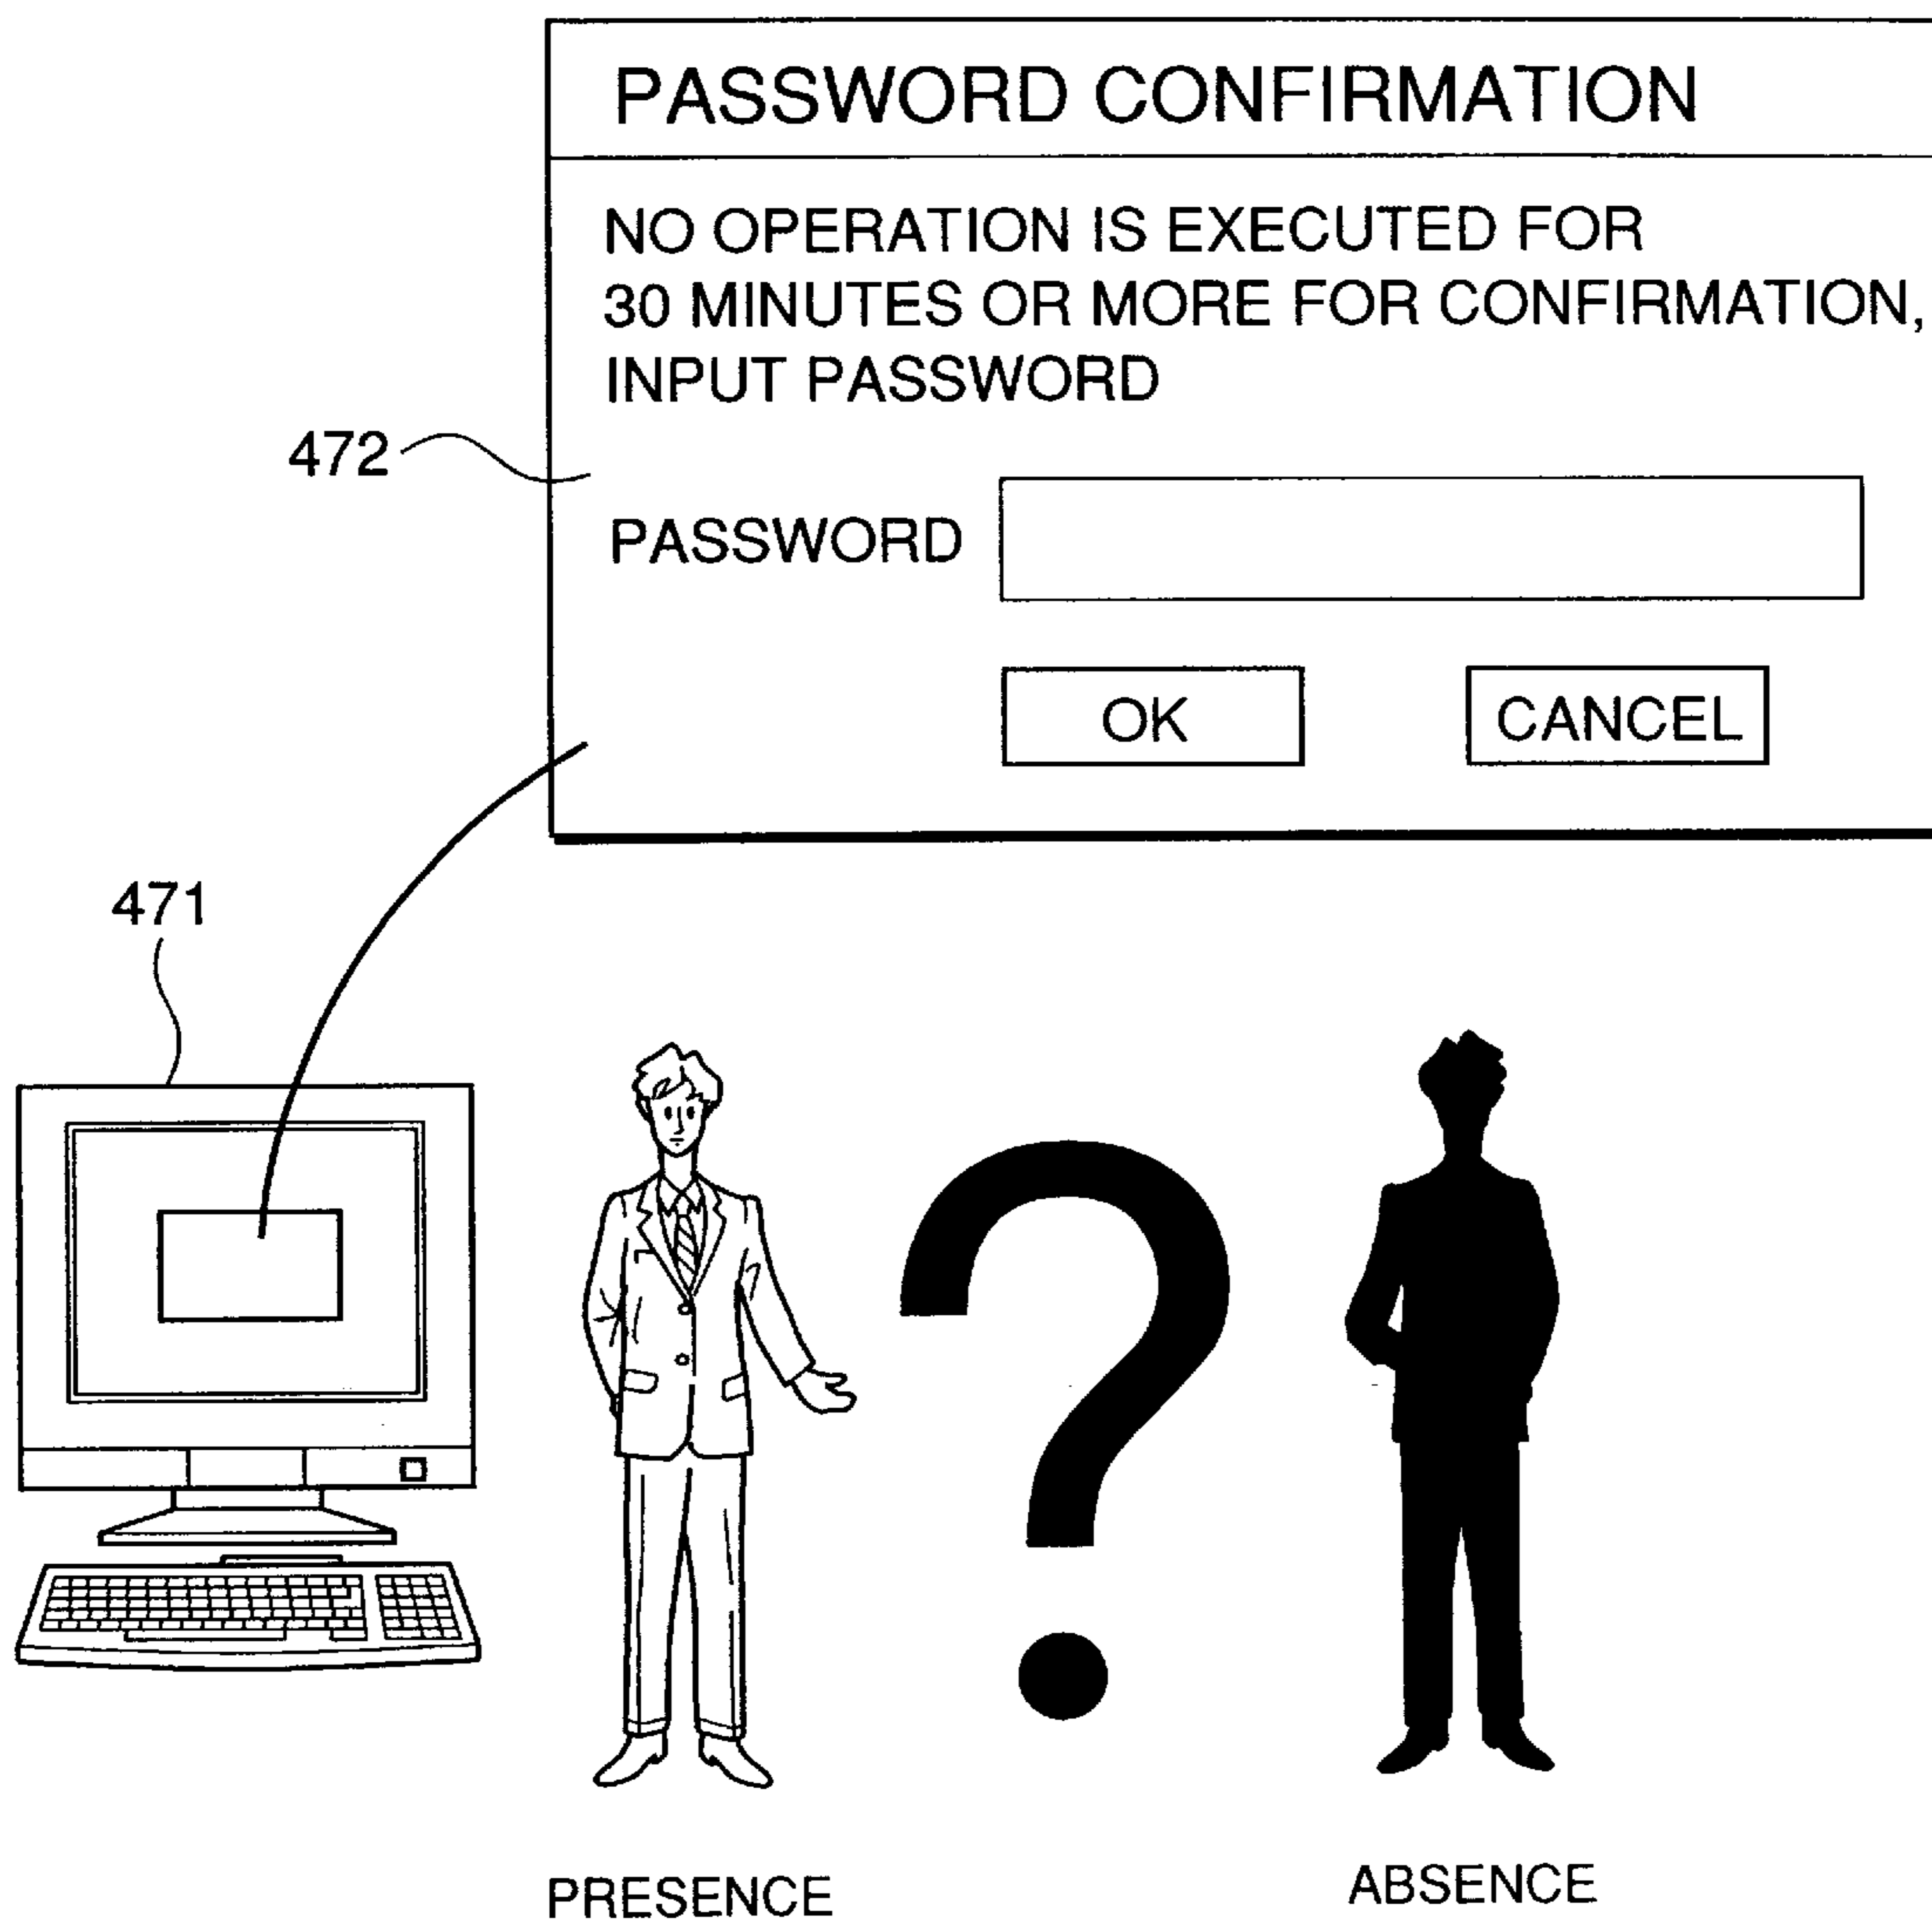 PASSWORD CONFIRMATION
NO OPERATION IS EXECUTED FOR
30 MINUTES OR MORE FOR CONFIRMATION,
INPUT PASSWORD
472
PASSWORD
OK CANCEL
471
PRESENCE ABSENCE